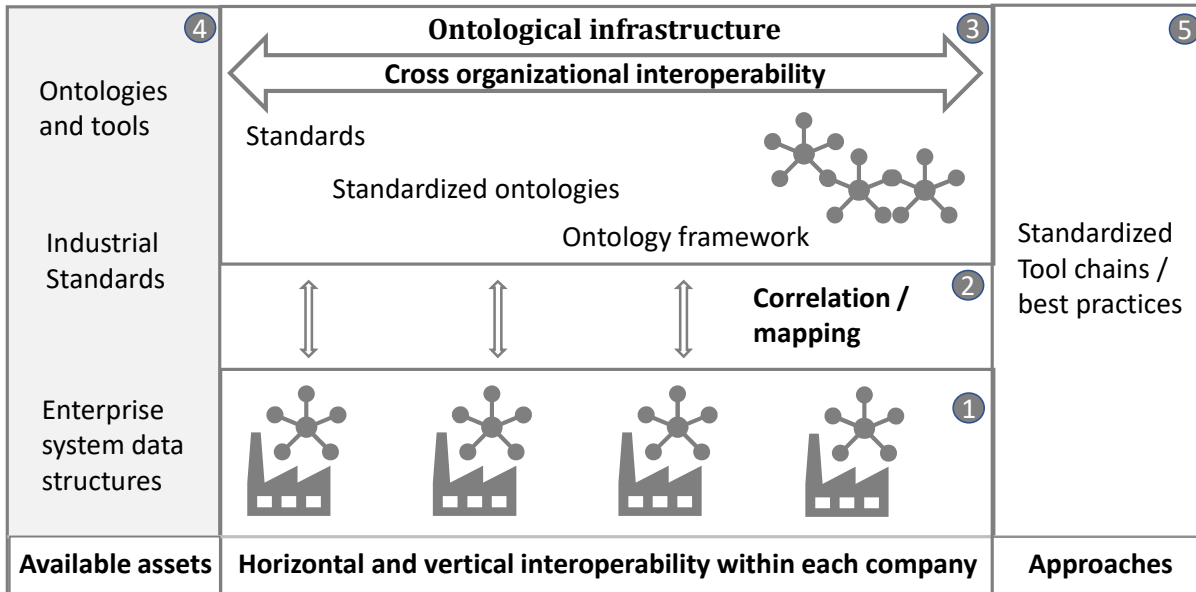 4
Ontologies
and tools
Industrial
Standards
Enterprise
system data
structures
Available assets
Ontological infrastructure
3
Cross organizational interoperability
Standards
Standardized ontologies
Ontology framework
2
Correlation /
mapping
1
Horizontal and vertical interoperability within each company
5
Standardized
Tool chains /
best practices
Approaches